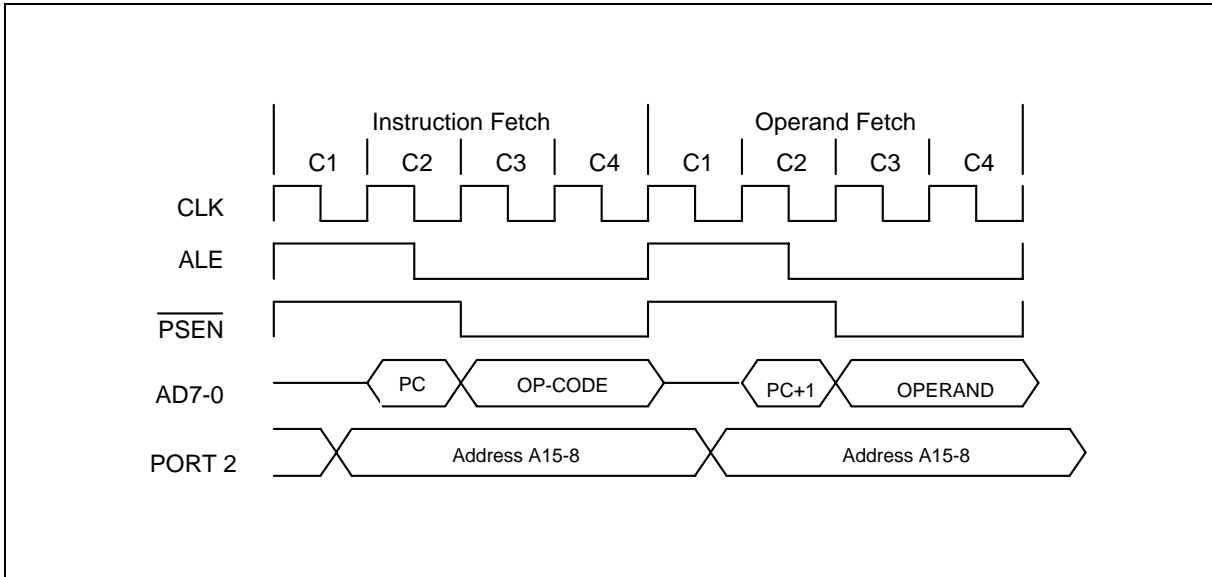 Instruction Fetch Operand Fetch
C1 C2 C3 C4 C1 C2 C3 C4
CLK
ALE
PSEN
PC OP-CODE PC+1 OPERAND
AD7-0
Address A15-8 Address A15-8
PORT 2